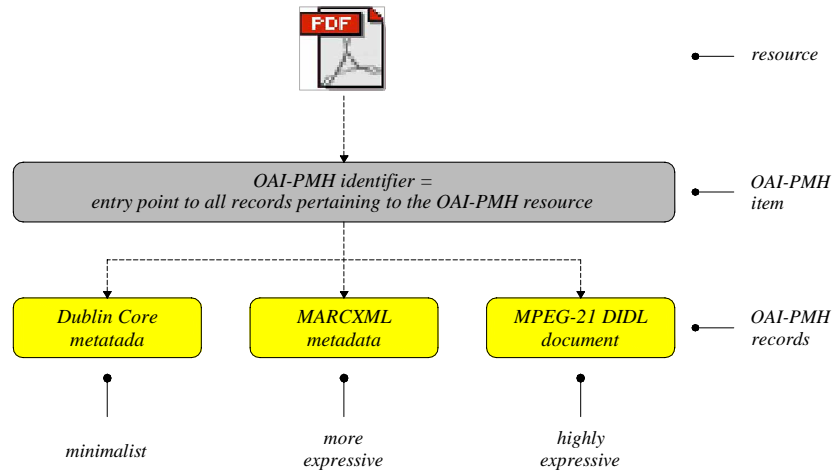 PDF
resource
OAI-PMH identifier =
entry point to all records pertaining to the OAI-PMH resource
OAI-PMH
item
Dublin Core
metatada
MARCXML
metadata
MPEG-21 DIDL
document
OAI-PMH
records
minimalist
more
expressive
highly
expressive